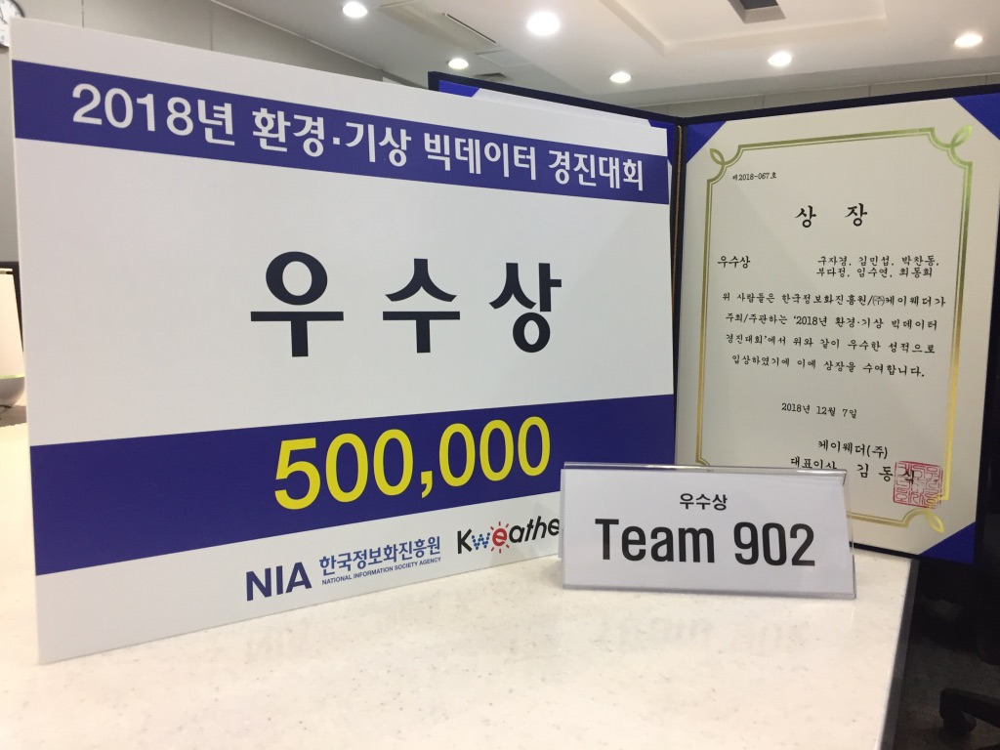 2018년 환경·기상 빅데이터 경진대회
우수상
500,000
NIA 한국정보화진흥원
NATIONAL INFORMATION SOCIETY AGENCY
Kweathe
우수상
Team 902
제2018-067호
상 장
우수상 구자경, 김민섭, 박찬동,
부다정, 임수연, 최동희
위 사람들은 한국정보화진흥원/㈜케이웨더가
주최/주관하는 '2018년 환경·기상 빅데이터
경진대회'에서 위와 같이 우수한 성적으로
입상하였기에 이에 상장을 수여합니다.
2018년 12월 7일
케이웨더(주)
대표이사 김동식